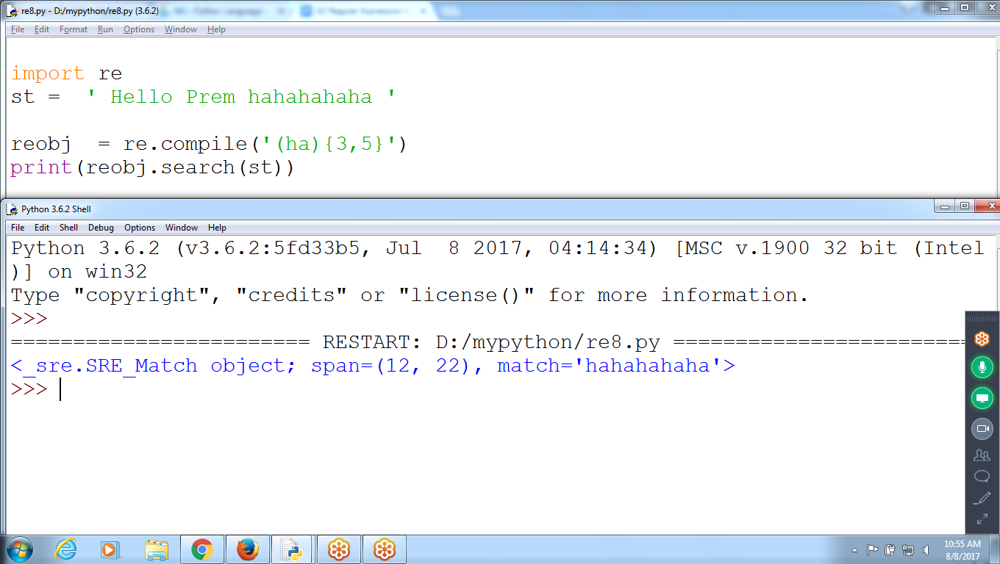 re8.py - D:/mypython/re8.py (3.6.2)
File Edit Format Run Options Window Help
import re
st =  ' Hello Prem hahahahaha '
reobj  = re.compile('(ha){3,5}')
print(reobj.search(st))
Python 3.6.2 Shell
File Edit Shell Debug Options Window Help
Python 3.6.2 (v3.6.2:5fd33b5, Jul  8 2017, 04:14:34) [MSC v.1900 32 bit (Intel
)] on win32
Type "copyright", "credits" or "license()" for more information.
>>>
======================== RESTART: D:/mypython/re8.py ========================
<_sre.SRE_Match object; span=(12, 22), match='hahahahaha'>
>>>
10:55 AM
8/8/2017